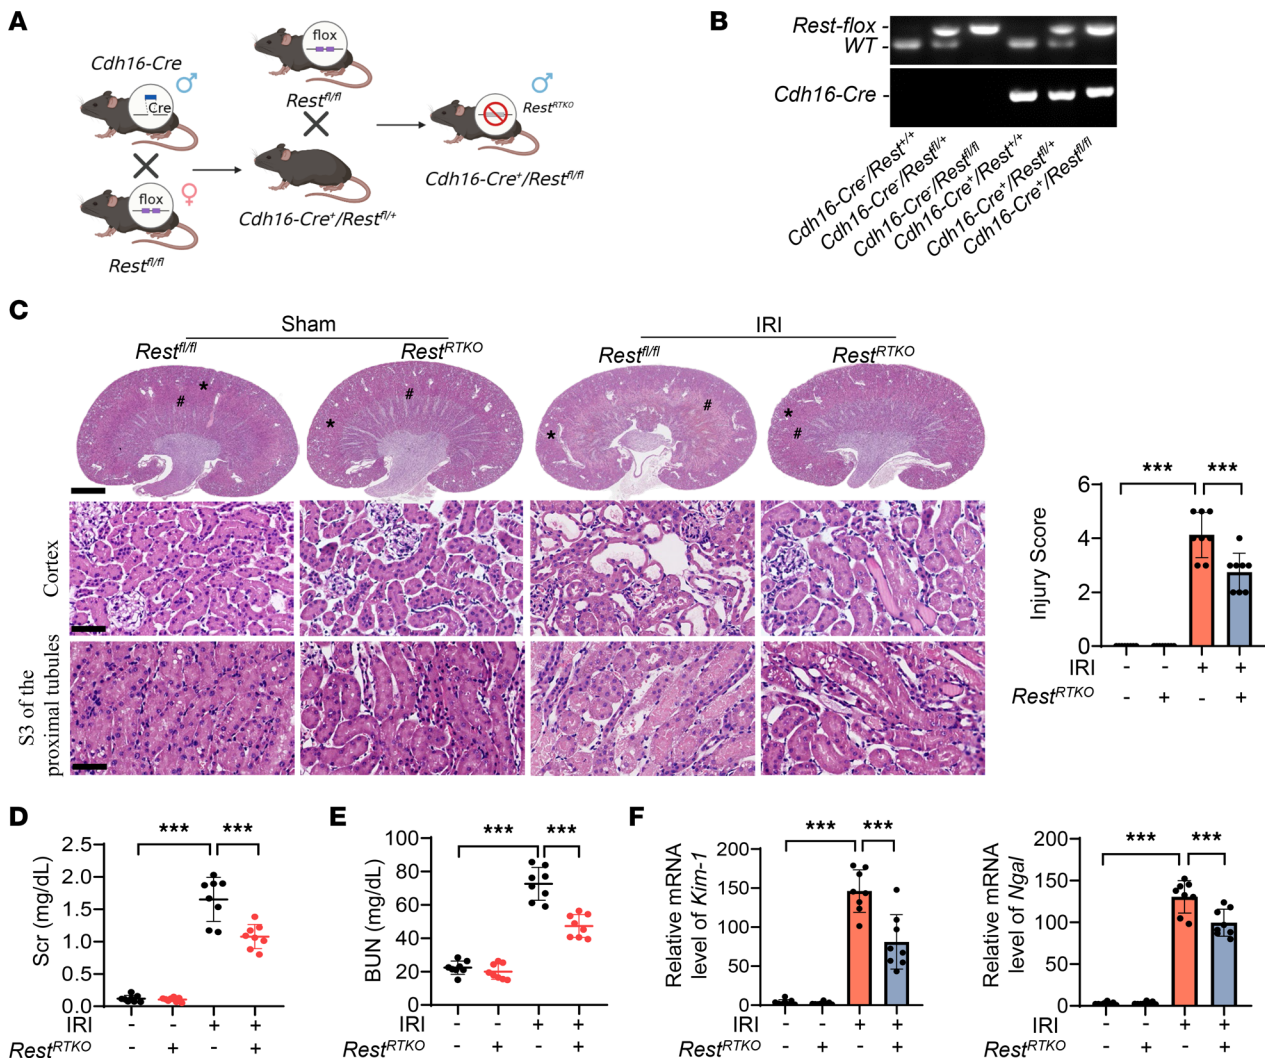 A
Cdh16-Cre
♂
Cre
×
flox
♀
Rest^fl/fl
flox
Rest^fl/fl
×
Cdh16-Cre+/Rest^fl/+
♂
Rest^RTKO
Cdh16-Cre+/Rest^fl/fl
B
Rest-flox -
WT -
Cdh16-Cre -
Cdh16-Cre-/Rest+/+
Cdh16-Cre-/Rest^fl/+
Cdh16-Cre-/Rest^fl/fl
Cdh16-Cre+/Rest+/+
Cdh16-Cre+/Rest^fl/+
Cdh16-Cre+/Rest^fl/fl
C
Sham IRI
Rest^fl/fl Rest^RTKO Rest^fl/fl Rest^RTKO
* # * # * # * #
Cortex
S3 of the
proximal tubules
*** ***
Injury Score
6
4
2
0
IRI - - + +
Rest^RTKO - + - +
D
*** ***
Scr (mg/dL)
2.5
2.0
1.5
1.0
0.5
0.0
IRI - - + +
Rest^RTKO - + - +
E
*** ***
BUN (mg/dL)
100
80
60
40
20
0
IRI - - + +
Rest^RTKO - + - +
F
*** ***
Relative mRNA
level of Kim-1
200
150
100
50
0
IRI - - + +
Rest^RTKO - + - +
*** ***
Relative mRNA
level of Ngal
200
150
100
50
0
IRI - - + +
Rest^RTKO - + - +